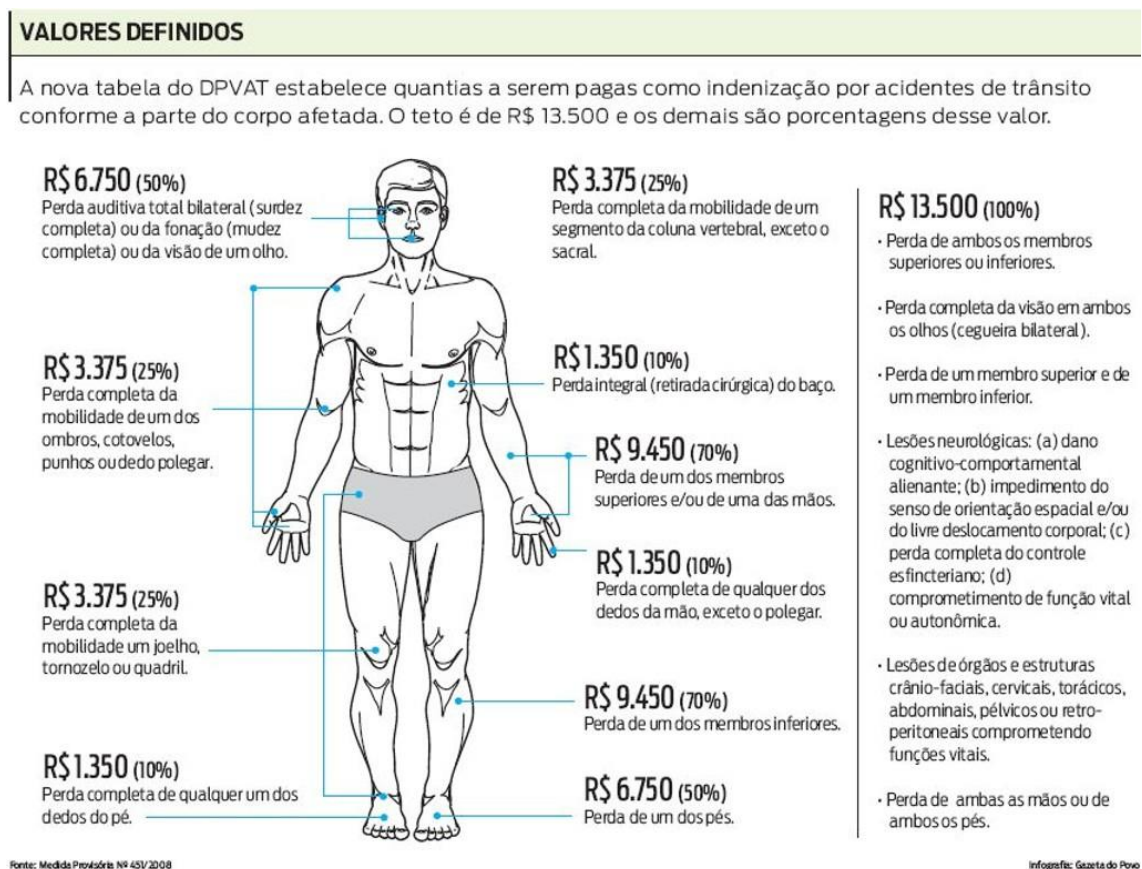 VALORES DEFINIDOS
A nova tabela do DPVAT estabelece quantias a serem pagas como indenização por acidentes de trânsito
conforme a parte do corpo afetada. O teto é de R$ 13.500 e os demais são porcentagens desse valor.
R$ 6.750 (50%)
Perda auditiva total bilateral (surdez
completa) ou da fonação (mudez
completa) ou da visão de um olho.
R$ 3.375 (25%)
Perda completa da
mobilidade de um dos
ombros, cotovelos,
punhos ou dedo polegar.
R$ 3.375 (25%)
Perda completa da
mobilidade um joelho,
tornozelo ou quadril.
R$ 1.350 (10%)
Perda completa de qualquer um dos
dedos do pé.
R$ 3.375 (25%)
Perda completa da mobilidade de um
segmento da coluna vertebral, exceto o
sacral.
R$ 1.350 (10%)
Perda integral (retirada cirúrgica) do baço.
R$ 9.450 (70%)
Perda de um dos membros
superiores e/ou de uma das mãos.
R$ 1.350 (10%)
Perda completa de qualquer dos
dedos da mão, exceto o polegar.
R$ 9.450 (70%)
Perda de um dos membros inferiores.
R$ 6.750 (50%)
Perda de um dos pés.
R$ 13.500 (100%)
· Perda de ambos os membros
superiores ou inferiores.
· Perda completa da visão em ambos
os olhos (cegueira bilateral).
· Perda de um membro superior e de
um membro inferior.
· Lesões neurológicas: (a) dano
cognitivo-comportamental
alienante; (b) impedimento do
senso de orientação espacial e/ou
do livre deslocamento corporal; (c)
perda completa do controle
esfincteriano; (d)
comprometimento de função vital
ou autonômica.
· Lesões de órgãos e estruturas
crânio-faciais, cervicais, torácicos,
abdominais, pélvicos ou retro-
peritoneais comprometendo
funções vitais.
· Perda de ambas as mãos ou de
ambos os pés.
Fonte: Medida Provisória Nº 451/2008
Infografia: Gazeta do Povo